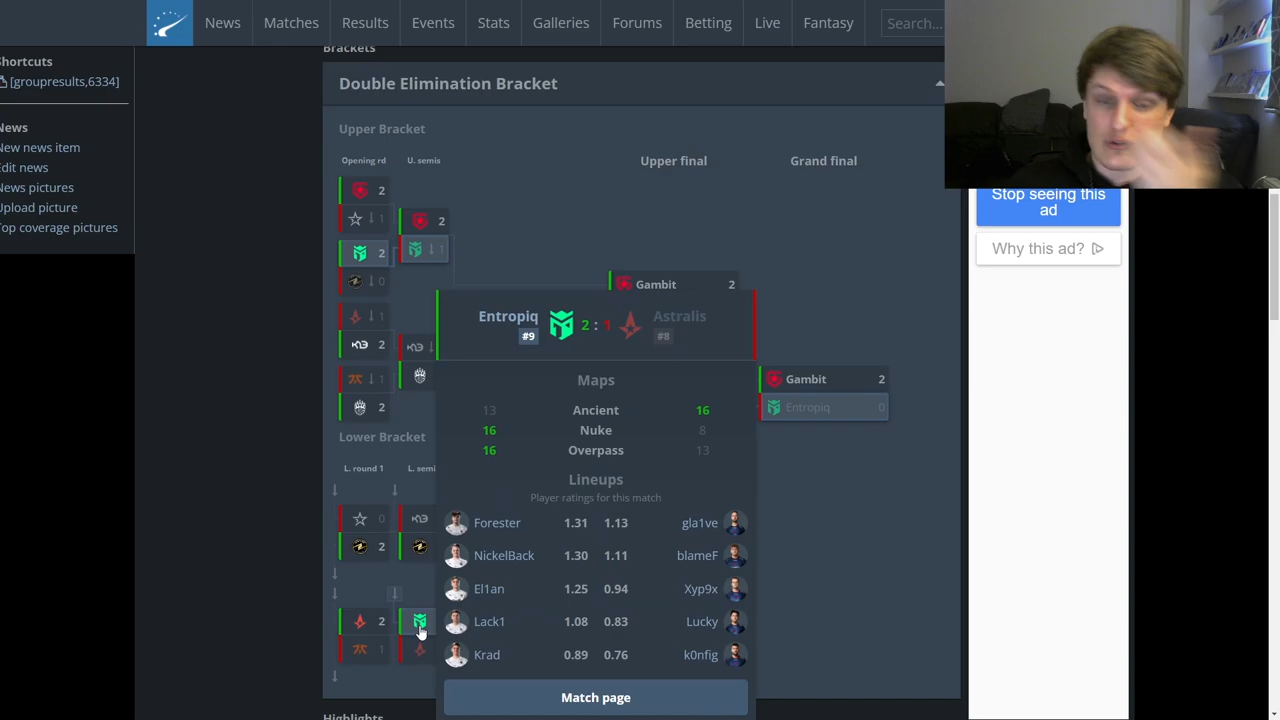 News
Matches
Results
Events
Stats
Galleries
Forums
Betting
Live
Fantasy
Search...
Shortcuts
[groupresults,6334]
News
New news item
Edit news
News pictures
Upload picture
Top coverage pictures
Brackets
Double Elimination Bracket
Upper Bracket
Opening rd
U. semis
Upper final
Grand final
2
1
2
0
1
2
1
2
2
1
Gambit 2
Gambit 2
Entropiq 0
Lower Bracket
L. round 1
L. semi
0
2
2
1
Entropiq
#9
2 : 1
Astralis
#8
Maps
13 Ancient 16
16 Nuke 8
16 Overpass 13
Lineups
Player ratings for this match
Forester 1.31 1.13 gla1ve
NickelBack 1.30 1.11 blameF
El1an 1.25 0.94 Xyp9x
Lack1 1.08 0.83 Lucky
Krad 0.89 0.76 k0nfig
Match page
Highlights
Stop seeing this
ad
Why this ad?